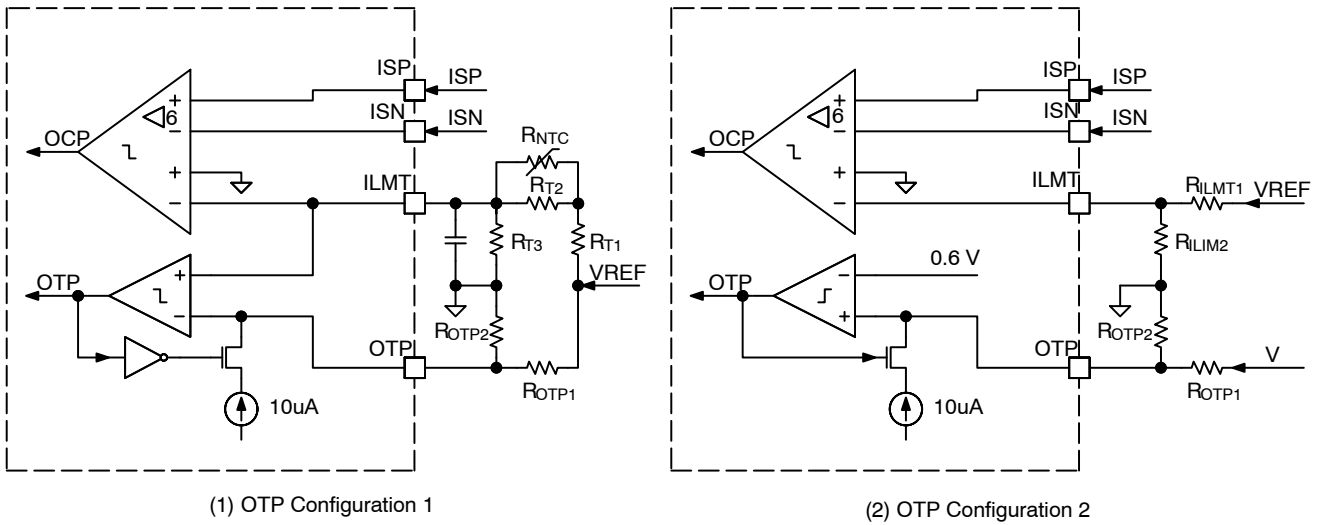 ISP
ISP
+
6
−
ISN
ISN
OCP
+
−
ILMT
RNTC
RT2
RT3
RT1
VREF
OTP
+
−
ROTP2
OTP
ROTP1
10uA
(1) OTP Configuration 1
ISP
ISP
+
6
−
ISN
ISN
OCP
+
−
ILMT
RILMT1
VREF
RILIM2
0.6 V
OTP
−
+
ROTP2
OTP
V
ROTP1
10uA
(2) OTP Configuration 2